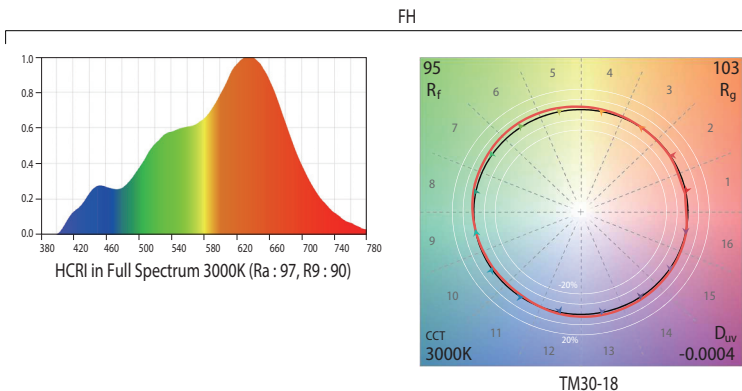 FH
1.0
0.8
0.6
0.4
0.2
0.0
380 420 460 500 540 580 620 660 700 740 780
HCRI in Full Spectrum 3000K (Ra : 97, R9 : 90)
95
Rf
103
Rg
5 4
6 3
7 2
8 1
9 16
10 15
11 14
12 13
-20%
20%
CCT
3000K
Duv
-0.0004
TM30-18